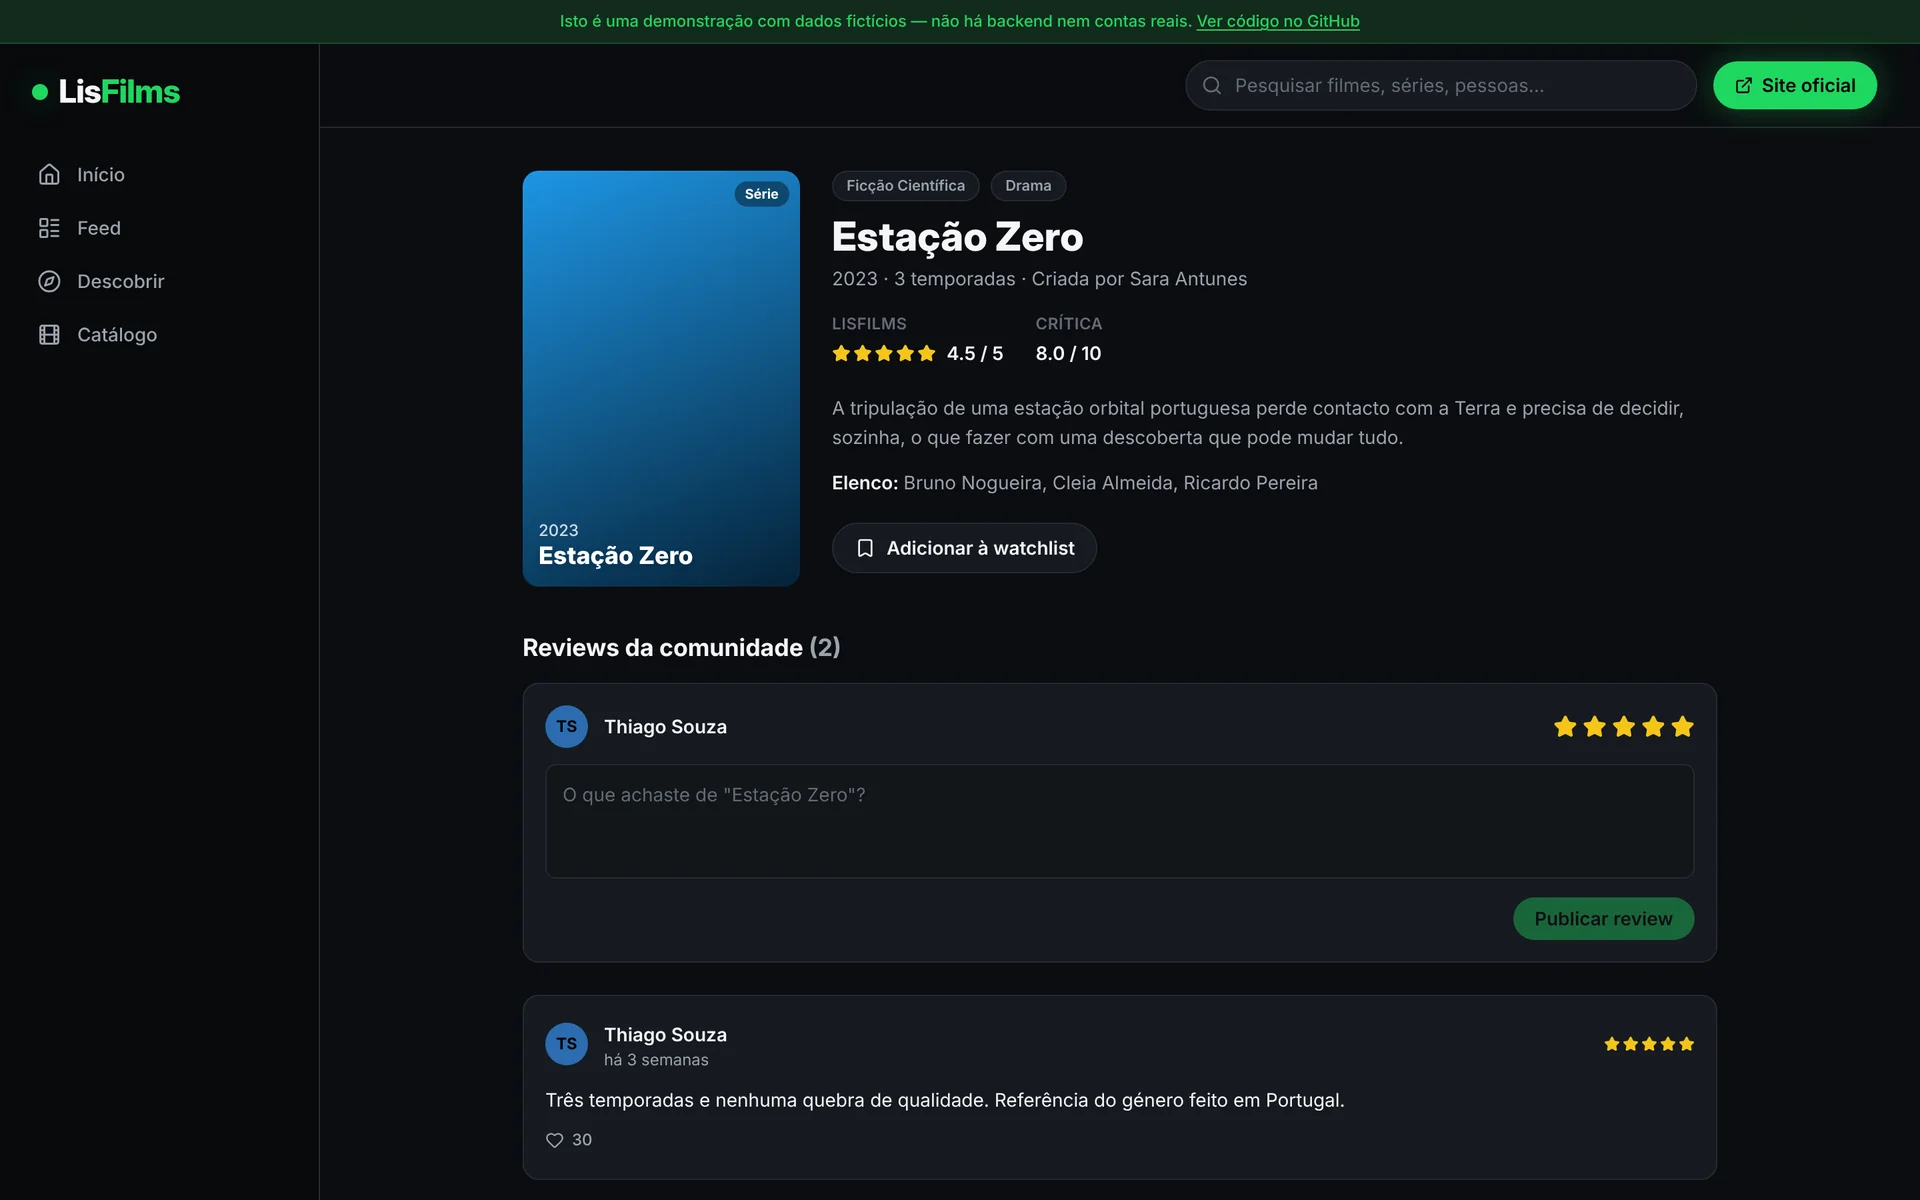 Isto é uma demonstração com dados fictícios — não há backend nem contas reais. Ver código no GitHub
LisFilms
Pesquisar filmes, séries, pessoas...
Site oficial
Início
Feed
Descobrir
Catálogo
Série
2023
Estação Zero
Ficção Científica
Drama
Estação Zero
2023 · 3 temporadas · Criada por Sara Antunes
LISFILMS
4.5 / 5
CRÍTICA
8.0 / 10
A tripulação de uma estação orbital portuguesa perde contacto com a Terra e precisa de decidir,
sozinha, o que fazer com uma descoberta que pode mudar tudo.
Elenco: Bruno Nogueira, Cleia Almeida, Ricardo Pereira
Adicionar à watchlist
Reviews da comunidade (2)
TS
Thiago Souza
O que achaste de "Estação Zero"?
Publicar review
TS
Thiago Souza
há 3 semanas
Três temporadas e nenhuma quebra de qualidade. Referência do género feito em Portugal.
30